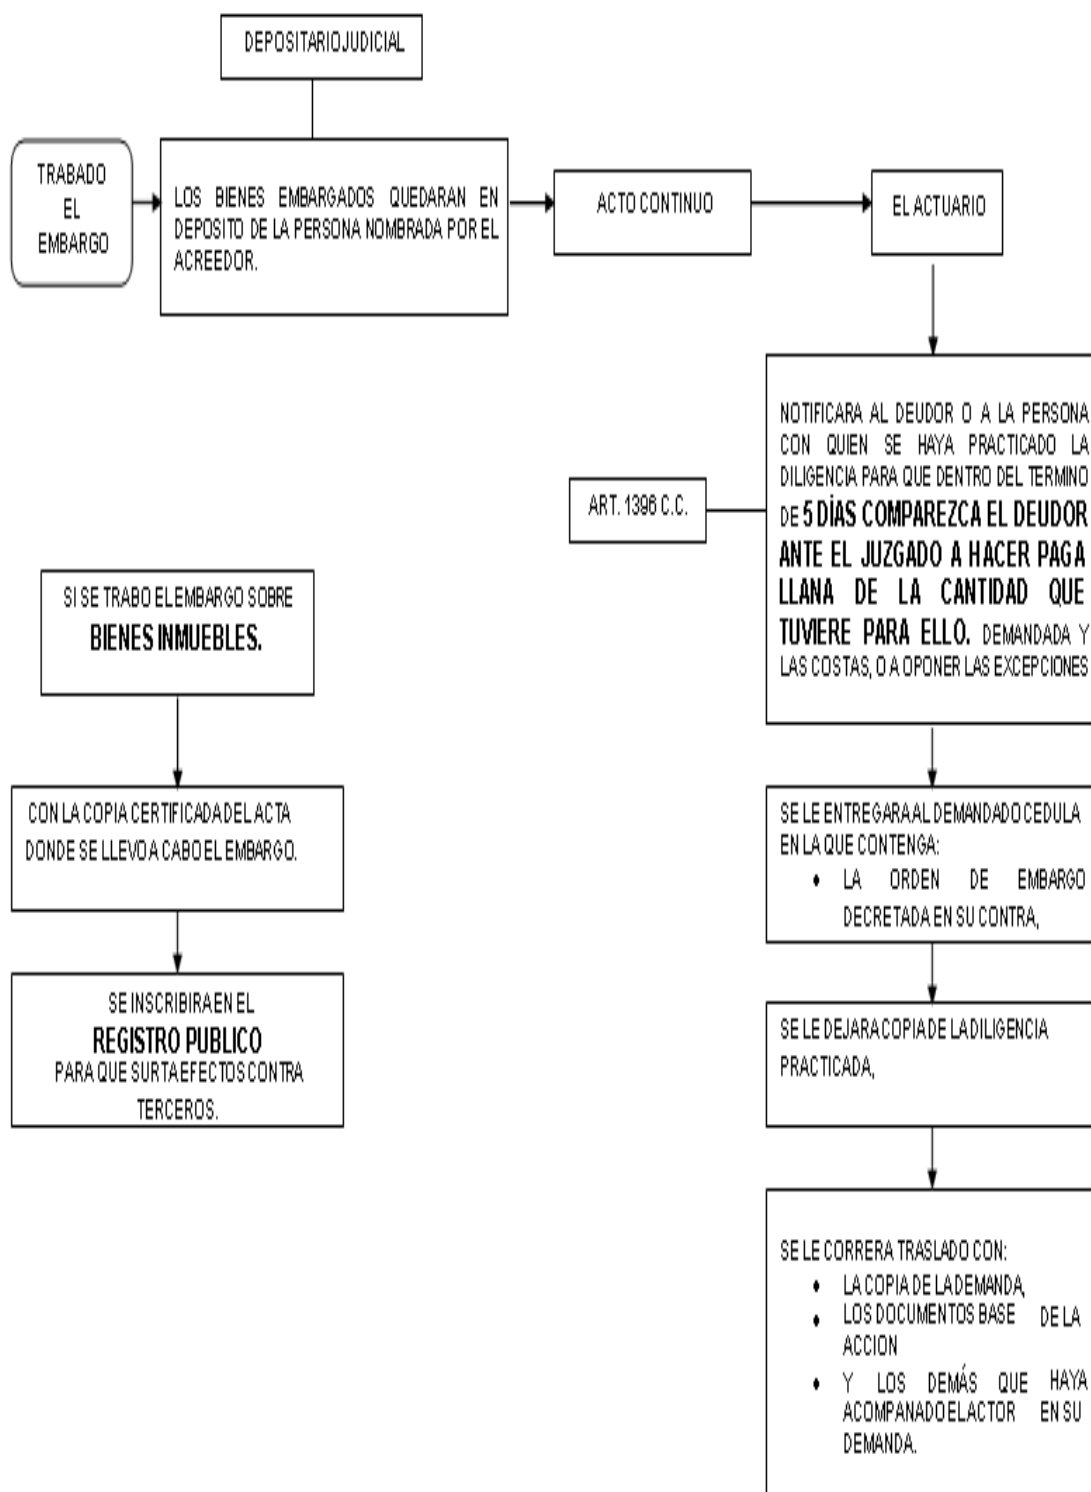 DEPOSITARIO JUDICIAL
TRABADO
EL
EMBARGO
LOS BIENES EMBARGADOS QUEDARAN EN
DEPOSITO DE LA PERSONA NOMBRADA POR EL
ACREEDOR.
ACTO CONTINUO
EL ACTUARIO
NOTIFICARA AL DEUDOR O A LA PERSONA
CON QUIEN SE HAYA PRACTICADO LA
DILIGENCIA PARA QUE DENTRO DEL TERMINO
DE 5 DÍAS COMPAREZCA EL DEUDOR
ANTE EL JUZGADO A HACER PAGA
LLANA DE LA CANTIDAD QUE
TUVIERE PARA ELLO. DEMANDADA Y
LAS COSTAS, O A OPONER LAS EXCEPCIONES
ART. 1396 C.C.
SI SE TRABO EL EMBARGO SOBRE
BIENES INMUEBLES.
CON LA COPIA CERTIFICADA DEL ACTA
DONDE SE LLEVO A CABO EL EMBARGO.
SE INSCRIBIRA EN EL
REGISTRO PUBLICO
PARA QUE SURTA EFECTOS CONTRA
TERCEROS.
SE LE ENTREGARA AL DEMANDADO CEDULA
EN LA QUE CONTENGA:
• LA ORDEN DE EMBARGO
DECRETADA EN SU CONTRA,
SE LE DEJARA COPIA DE LA DILIGENCIA
PRACTICADA,
SE LE CORRERA TRASLADO CON:
• LA COPIA DE LA DEMANDA,
• LOS DOCUMENTOS BASE DE LA
ACCION
• Y LOS DEMÁS QUE HAYA
ACOMPANADO EL ACTOR EN SU
DEMANDA.